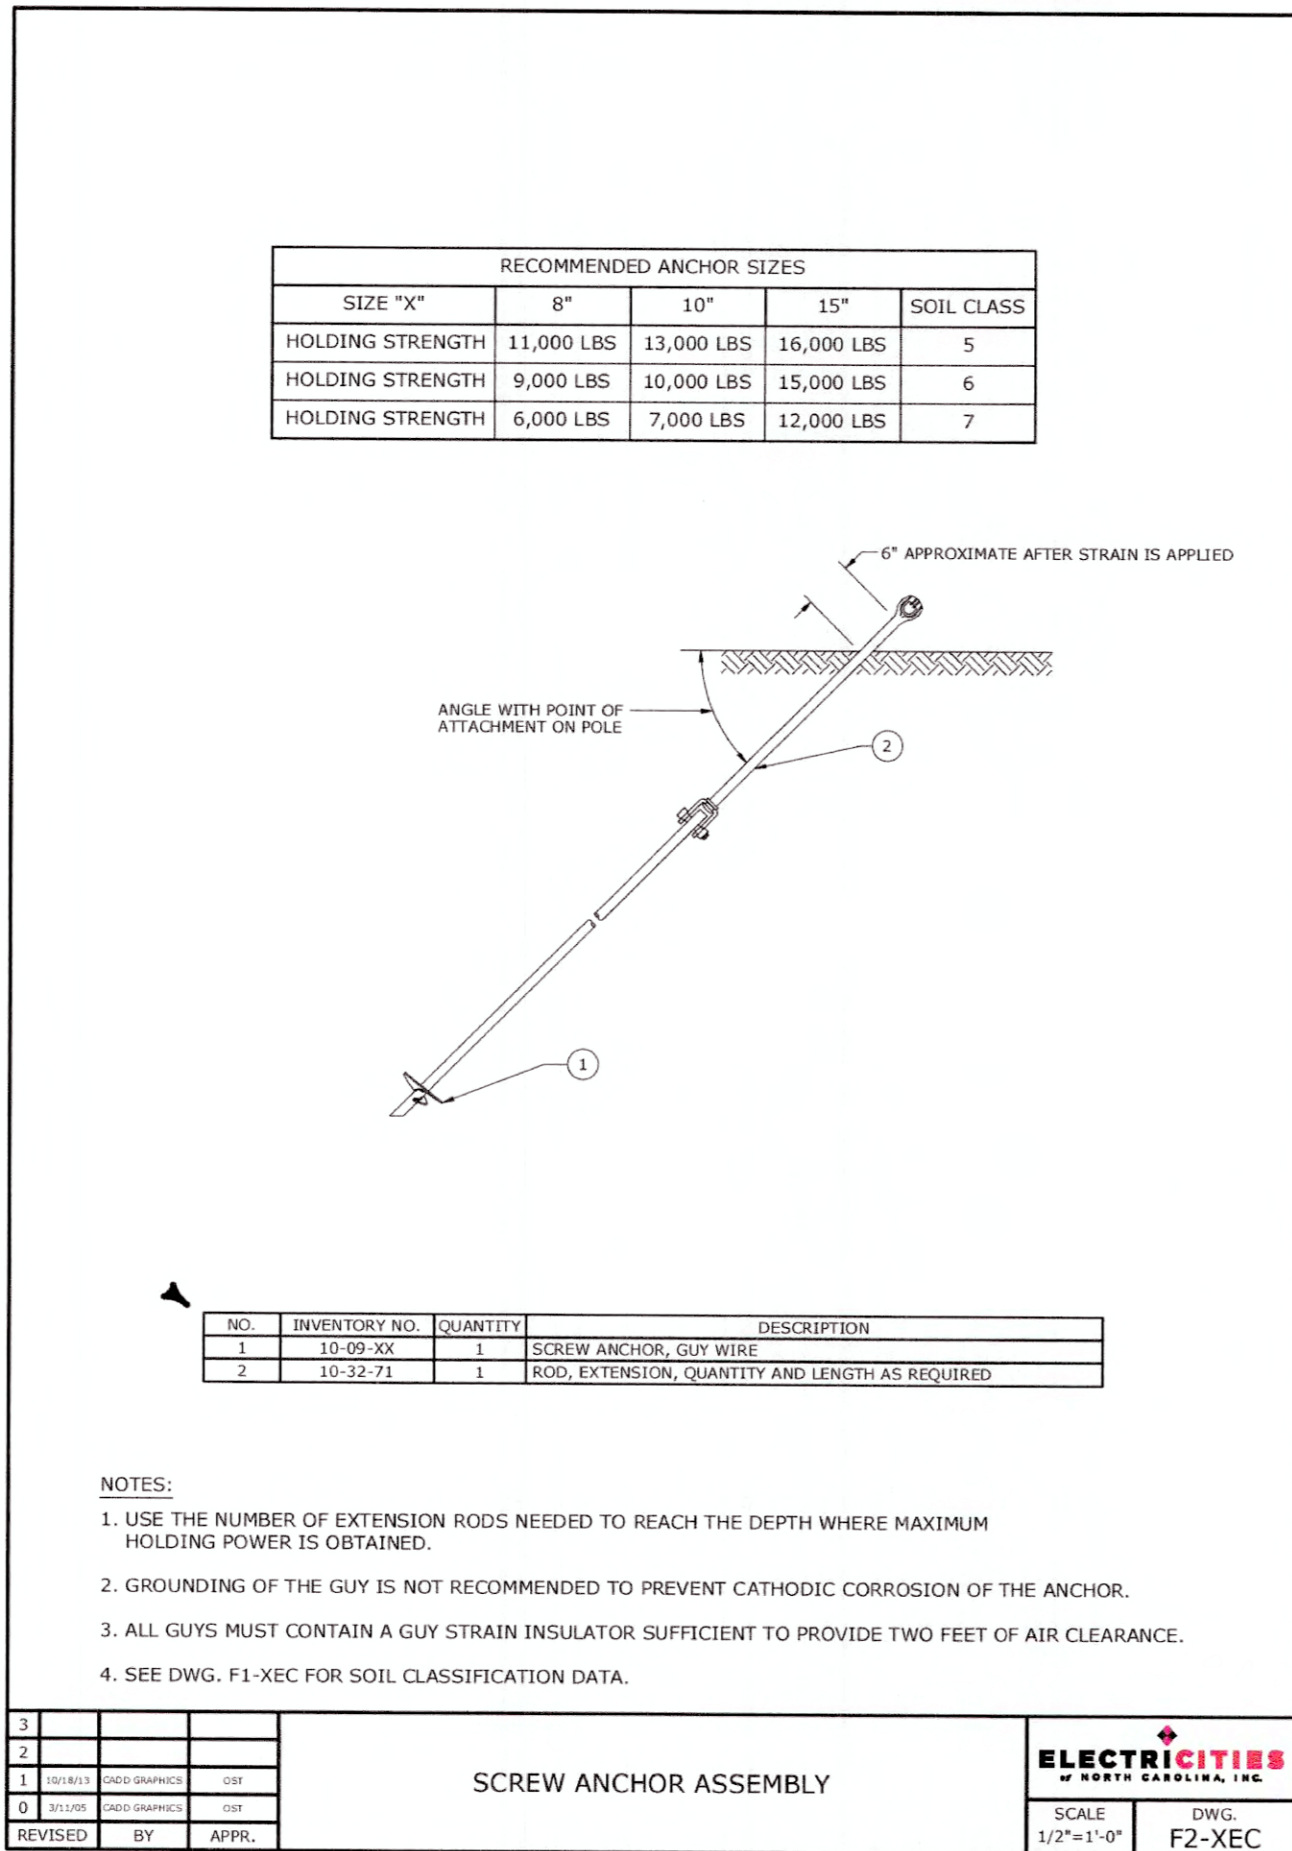 RECOMMENDED ANCHOR SIZES
SIZE "X" 8" 10" 15" SOIL CLASS
HOLDING STRENGTH 11,000 LBS 13,000 LBS 16,000 LBS 5
HOLDING STRENGTH 9,000 LBS 10,000 LBS 15,000 LBS 6
HOLDING STRENGTH 6,000 LBS 7,000 LBS 12,000 LBS 7
6" APPROXIMATE AFTER STRAIN IS APPLIED
ANGLE WITH POINT OF
ATTACHMENT ON POLE
2
1
NO. INVENTORY NO. QUANTITY DESCRIPTION
1 10-09-XX 1 SCREW ANCHOR, GUY WIRE
2 10-32-71 1 ROD, EXTENSION, QUANTITY AND LENGTH AS REQUIRED
NOTES:
1. USE THE NUMBER OF EXTENSION RODS NEEDED TO REACH THE DEPTH WHERE MAXIMUM
HOLDING POWER IS OBTAINED.
2. GROUNDING OF THE GUY IS NOT RECOMMENDED TO PREVENT CATHODIC CORROSION OF THE ANCHOR.
3. ALL GUYS MUST CONTAIN A GUY STRAIN INSULATOR SUFFICIENT TO PROVIDE TWO FEET OF AIR CLEARANCE.
4. SEE DWG. F1-XEC FOR SOIL CLASSIFICATION DATA.
3
2
1 10/18/13 CADD GRAPHICS OST
0 3/11/05 CADD GRAPHICS OST
REVISED BY APPR.
SCREW ANCHOR ASSEMBLY
ELECTRICITIES
of NORTH CAROLINA, INC.
SCALE
1/2"=1'-0"
DWG.
F2-XEC